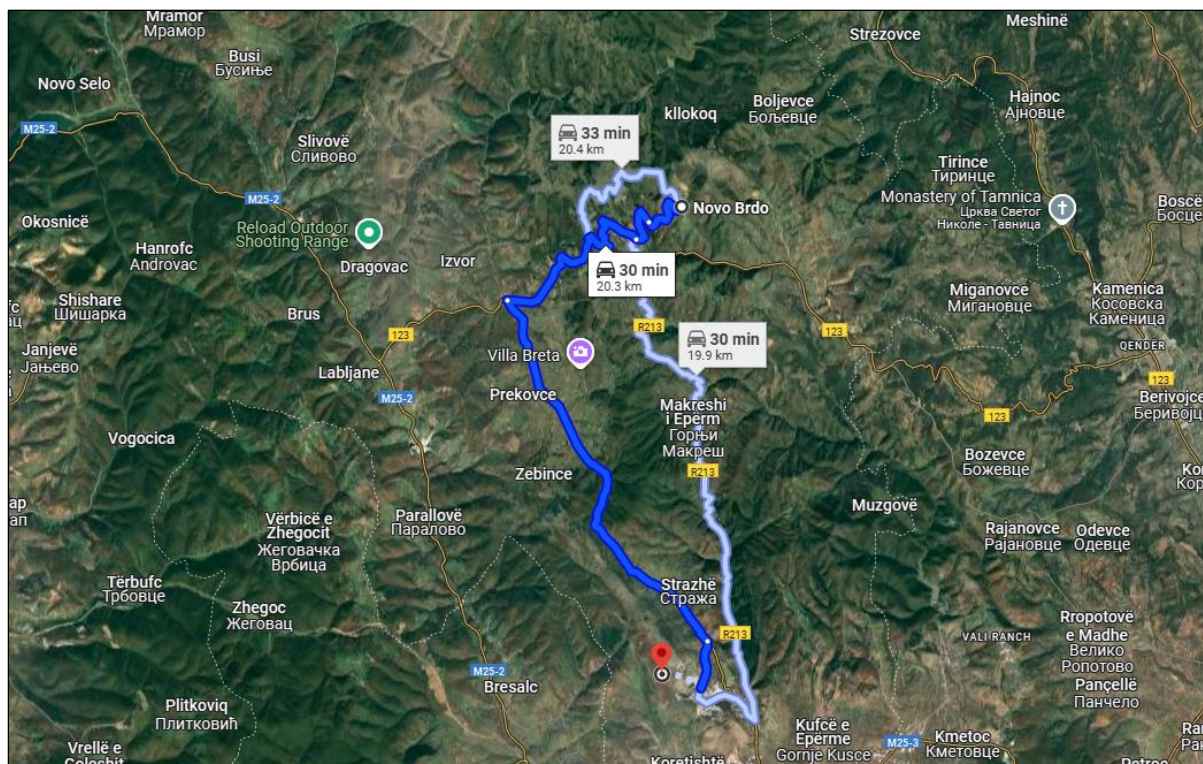 Mramor
Мрамор
Meshinë
Strezovce
Busi
Бусиње
Novo Selo
Hajnoc
Ајновце
Boljevce
Бољевце
kllokoq
M25-2
33 min
20.4 km
Slivovë
Сливово
Tirince
Тиринце
M25-2
Monastery of Tamnica
Црква Светог
Николе - Тавница
Novo Brdo
Okosnicë
Reload Outdoor
Shooting Range
Hanrofc
Androvac
Dragovac
Izvor
30 min
20.3 km
Miganovce
Мигановце
Kamenica
Косовска
Каменица
Shishare
Шишарка
Brus
R213
123
123
30 min
19.9 km
Janjevë
Јањево
Villa Breta
QENDER
Labljane
123
M25-2
Prekovce
Makreshi
i Epërm
Горњи
Макреш
Berivojce
123
Vogocica
R213
Bozevce
Божевце
Zebince
Muzgovë
Vërbicë e
Zhegocit
Жеговачка
Врбица
Parallovë
Паралово
Rajanovce
Рајановце
Odevce
Одевце
Tërbufc
Трбовце
Strazhë
Стража
Zhegoc
Жеговац
R213
VALI RANCH
Rropotovë
e Madhe
Велико
Ропотово
M25-2
Bresalc
Pançellë
Панчело
Plitkoviq
Плитковић
Kufcë e
Epërme
Gornje Kusce
M25-3
Kmetoc
Кметовце
Vrellë e
Koretishtë